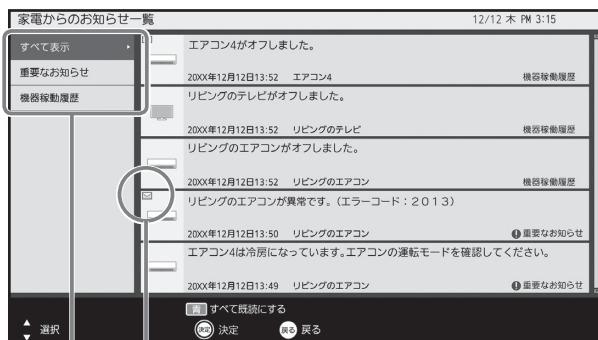 家電からのお知らせ一覧
12/12 木 PM 3:15
すべて表示
重要なお知らせ
機器稼動履歴
エアコン4がオフしました。
20XX年12月12日13:52 エアコン4 機器稼動履歴
リビングのテレビがオフしました。
20XX年12月12日13:52 リビングのテレビ 機器稼動履歴
リビングのエアコンがオフしました。
20XX年12月12日13:52 リビングのエアコン 機器稼動履歴
リビングのエアコンが異常です。(エラーコード:2013)
20XX年12月12日13:50 リビングのエアコン 重要なお知らせ
エアコン4は冷房になっています。エアコンの運転モードを確認してください。
20XX年12月12日13:49 リビングのエアコン 重要なお知らせ
青 すべて既読にする
選択 決定 決定 戻る 戻る